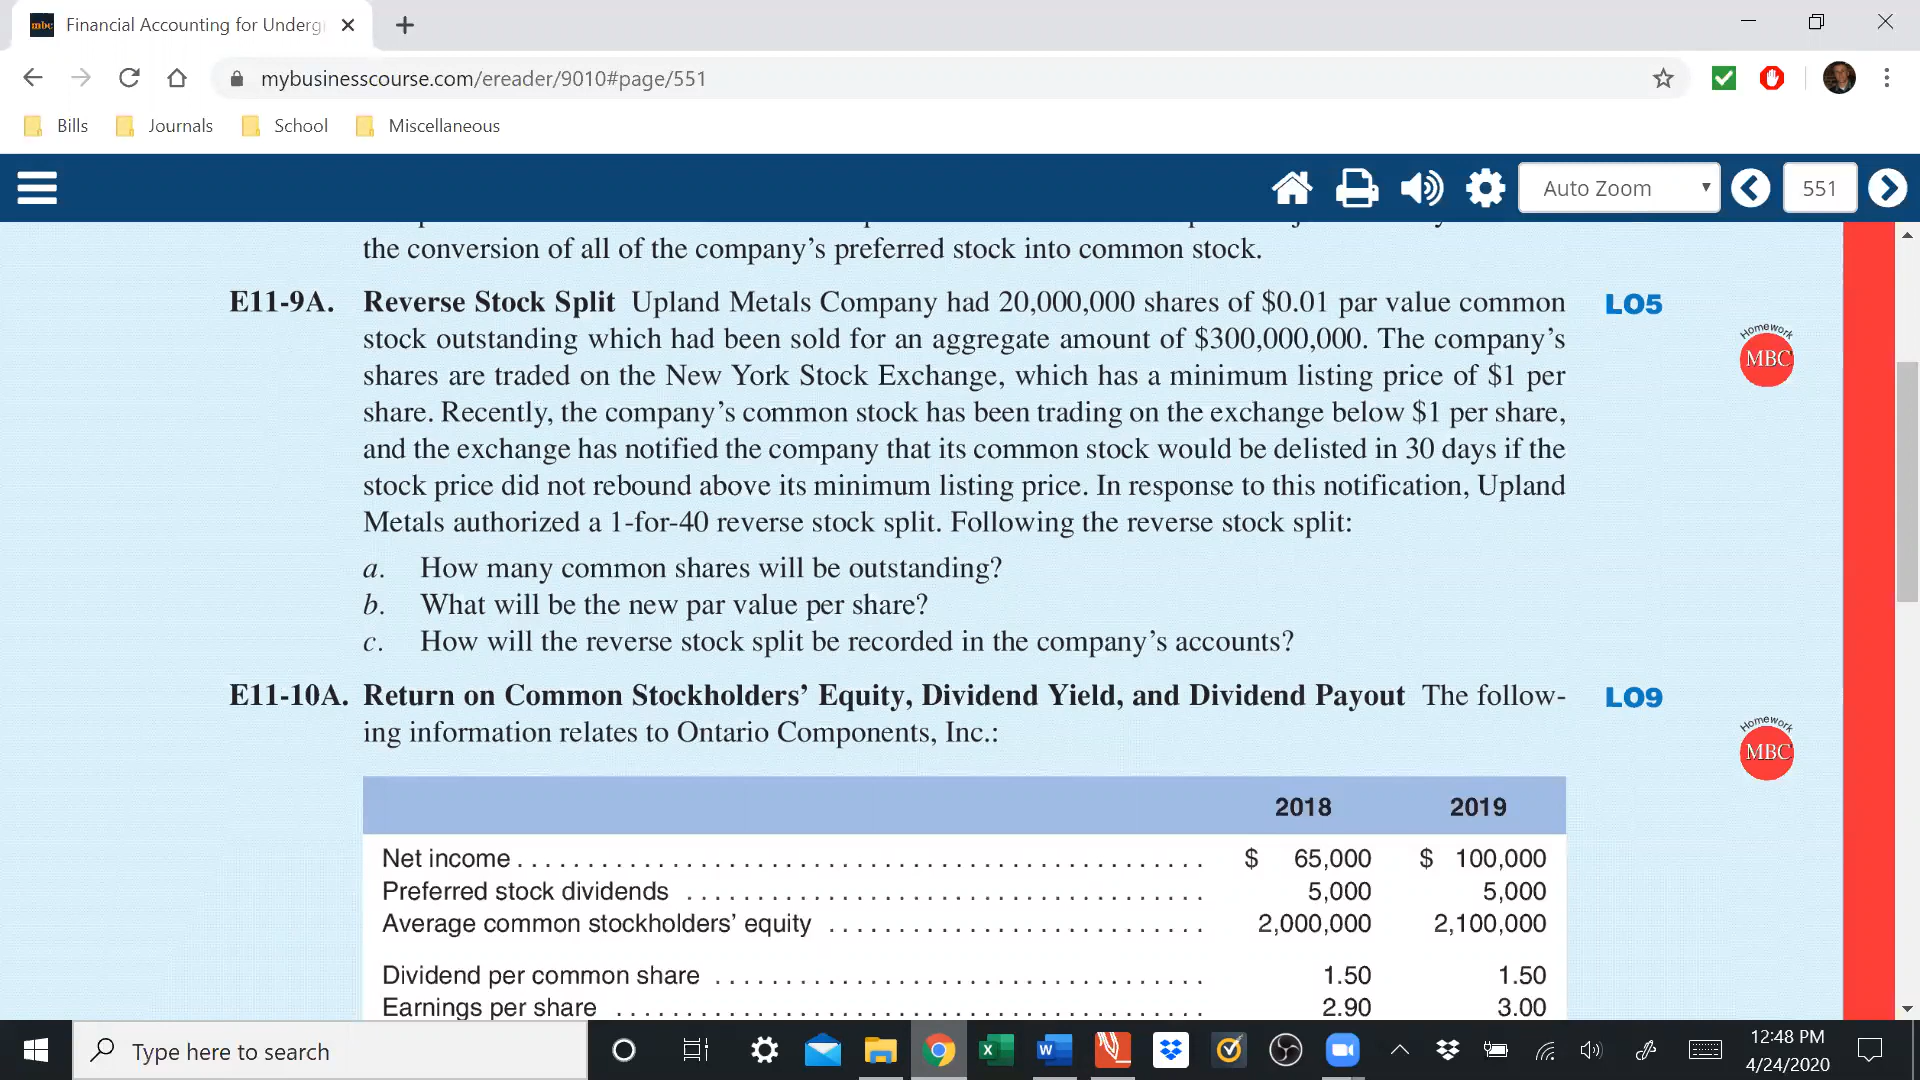 mbc Financial Accounting for Underg
mybusinesscourse.com/ereader/9010#page/551
Bills Journals School Miscellaneous
Auto Zoom 551
the conversion of all of the company's preferred stock into common stock.
E11-9A. Reverse Stock Split Upland Metals Company had 20,000,000 shares of $0.01 par value common LO5
stock outstanding which had been sold for an aggregate amount of $300,000,000. The company's
Homework
MBC
shares are traded on the New York Stock Exchange, which has a minimum listing price of $1 per
share. Recently, the company's common stock has been trading on the exchange below $1 per share,
and the exchange has notified the company that its common stock would be delisted in 30 days if the
stock price did not rebound above its minimum listing price. In response to this notification, Upland
Metals authorized a 1-for-40 reverse stock split. Following the reverse stock split:
a. How many common shares will be outstanding?
b. What will be the new par value per share?
c. How will the reverse stock split be recorded in the company's accounts?
E11-10A. Return on Common Stockholders' Equity, Dividend Yield, and Dividend Payout The follow- LO9
ing information relates to Ontario Components, Inc.:
Homework
MBC
2018 2019
Net income . . . . . . . . . . . . . . . . . . . . $ 65,000 $ 100,000
Preferred stock dividends . . . . . . . . . . . . . . . . . . . . 5,000 5,000
Average common stockholders' equity . . . . . . . . . . . . . . . . . . . . 2,000,000 2,100,000
Dividend per common share . . . . . . . . . . . . . . . . . . . . 1.50 1.50
Earnings per share . . . . . . . . . . . . . . . . . . . . 2.90 3.00
Type here to search
12:48 PM
4/24/2020